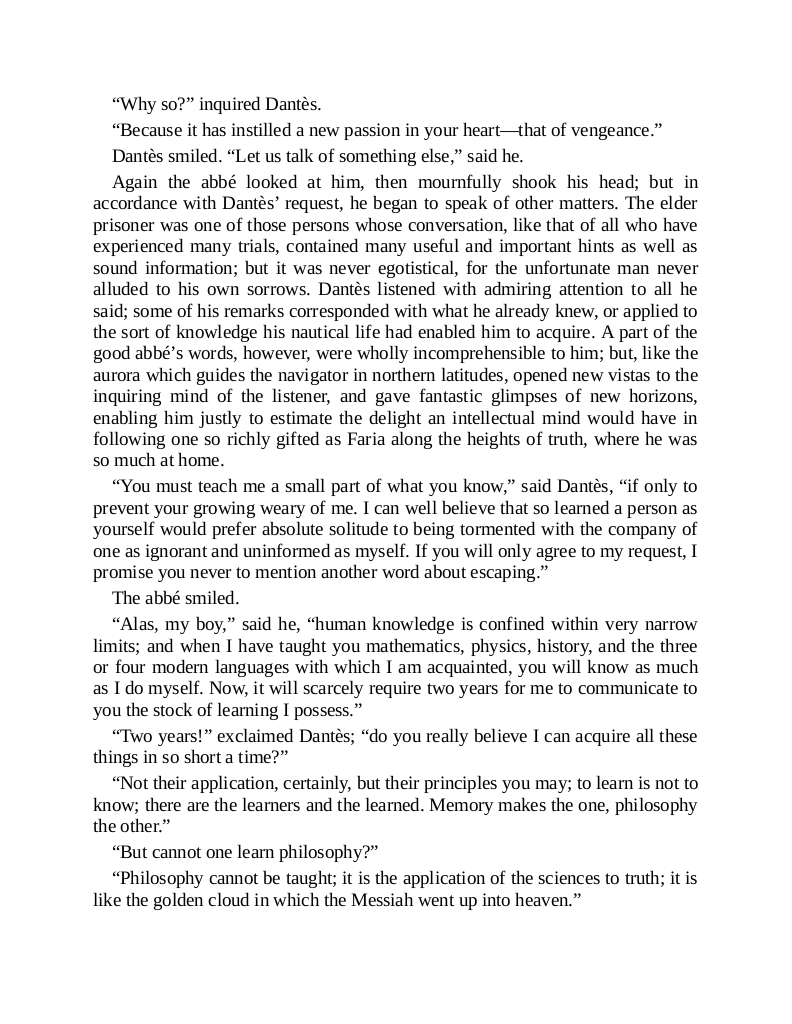 “Why so?” inquired Dantès.
“Because it has instilled a new passion in your heart—that of vengeance.”
Dantès smiled. “Let us talk of something else,” said he.
Again the abbé looked at him, then mournfully shook his head; but in
accordance with Dantès’ request, he began to speak of other matters. The elder
prisoner was one of those persons whose conversation, like that of all who have
experienced many trials, contained many useful and important hints as well as
sound information; but it was never egotistical, for the unfortunate man never
alluded to his own sorrows. Dantès listened with admiring attention to all he
said; some of his remarks corresponded with what he already knew, or applied to
the sort of knowledge his nautical life had enabled him to acquire. A part of the
good abbé’s words, however, were wholly incomprehensible to him; but, like the
aurora which guides the navigator in northern latitudes, opened new vistas to the
inquiring mind of the listener, and gave fantastic glimpses of new horizons,
enabling him justly to estimate the delight an intellectual mind would have in
following one so richly gifted as Faria along the heights of truth, where he was
so much at home.
“You must teach me a small part of what you know,” said Dantès, “if only to
prevent your growing weary of me. I can well believe that so learned a person as
yourself would prefer absolute solitude to being tormented with the company of
one as ignorant and uninformed as myself. If you will only agree to my request, I
promise you never to mention another word about escaping.”
The abbé smiled.
“Alas, my boy,” said he, “human knowledge is confined within very narrow
limits; and when I have taught you mathematics, physics, history, and the three
or four modern languages with which I am acquainted, you will know as much
as I do myself. Now, it will scarcely require two years for me to communicate to
you the stock of learning I possess.”
“Two years!” exclaimed Dantès; “do you really believe I can acquire all these
things in so short a time?”
“Not their application, certainly, but their principles you may; to learn is not to
know; there are the learners and the learned. Memory makes the one, philosophy
the other.”
“But cannot one learn philosophy?”
“Philosophy cannot be taught; it is the application of the sciences to truth; it is
like the golden cloud in which the Messiah went up into heaven.”